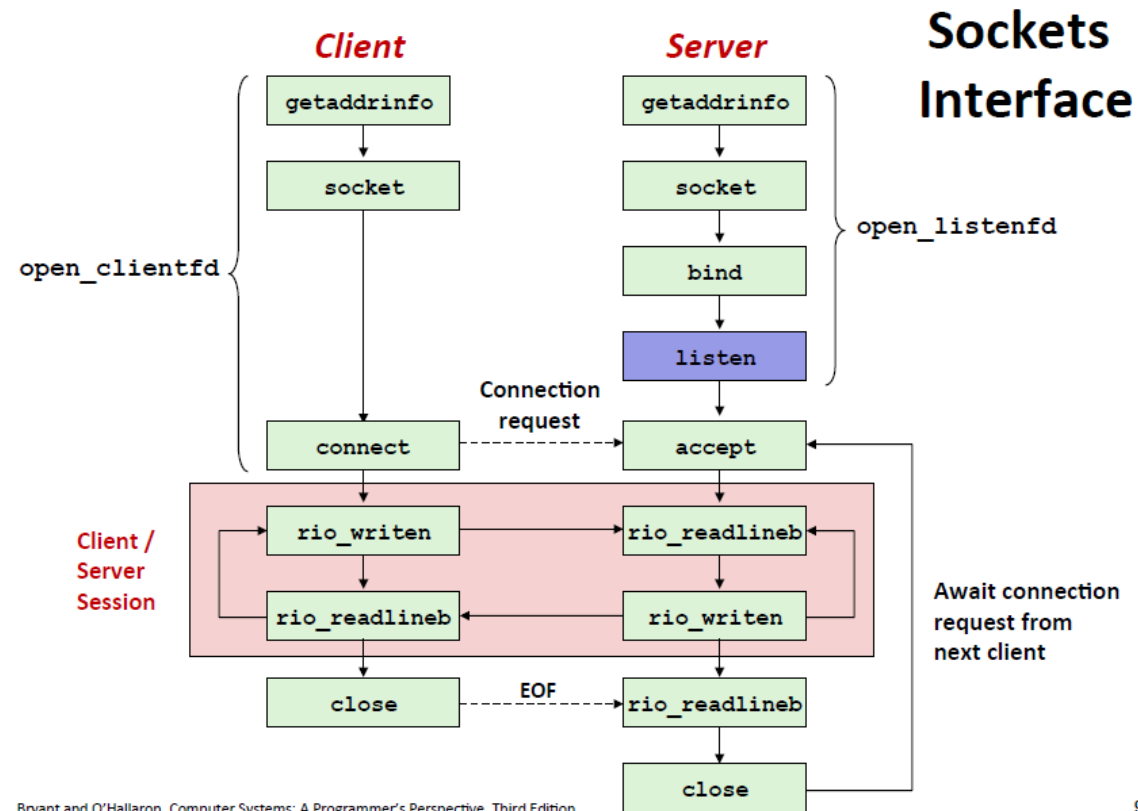 Sockets
Interface
Client
Server
getaddrinfo
getaddrinfo
socket
socket
open_clientfd
open_listenfd
bind
listen
Connection
request
connect
accept
Client /
Server
Session
rio_writen
rio_readlineb
rio_readlineb
rio_writen
Await connection
request from
next client
close
EOF
rio_readlineb
close
Bryant and O'Hallaron, Computer Systems: A Programmer's Perspective, Third Edition